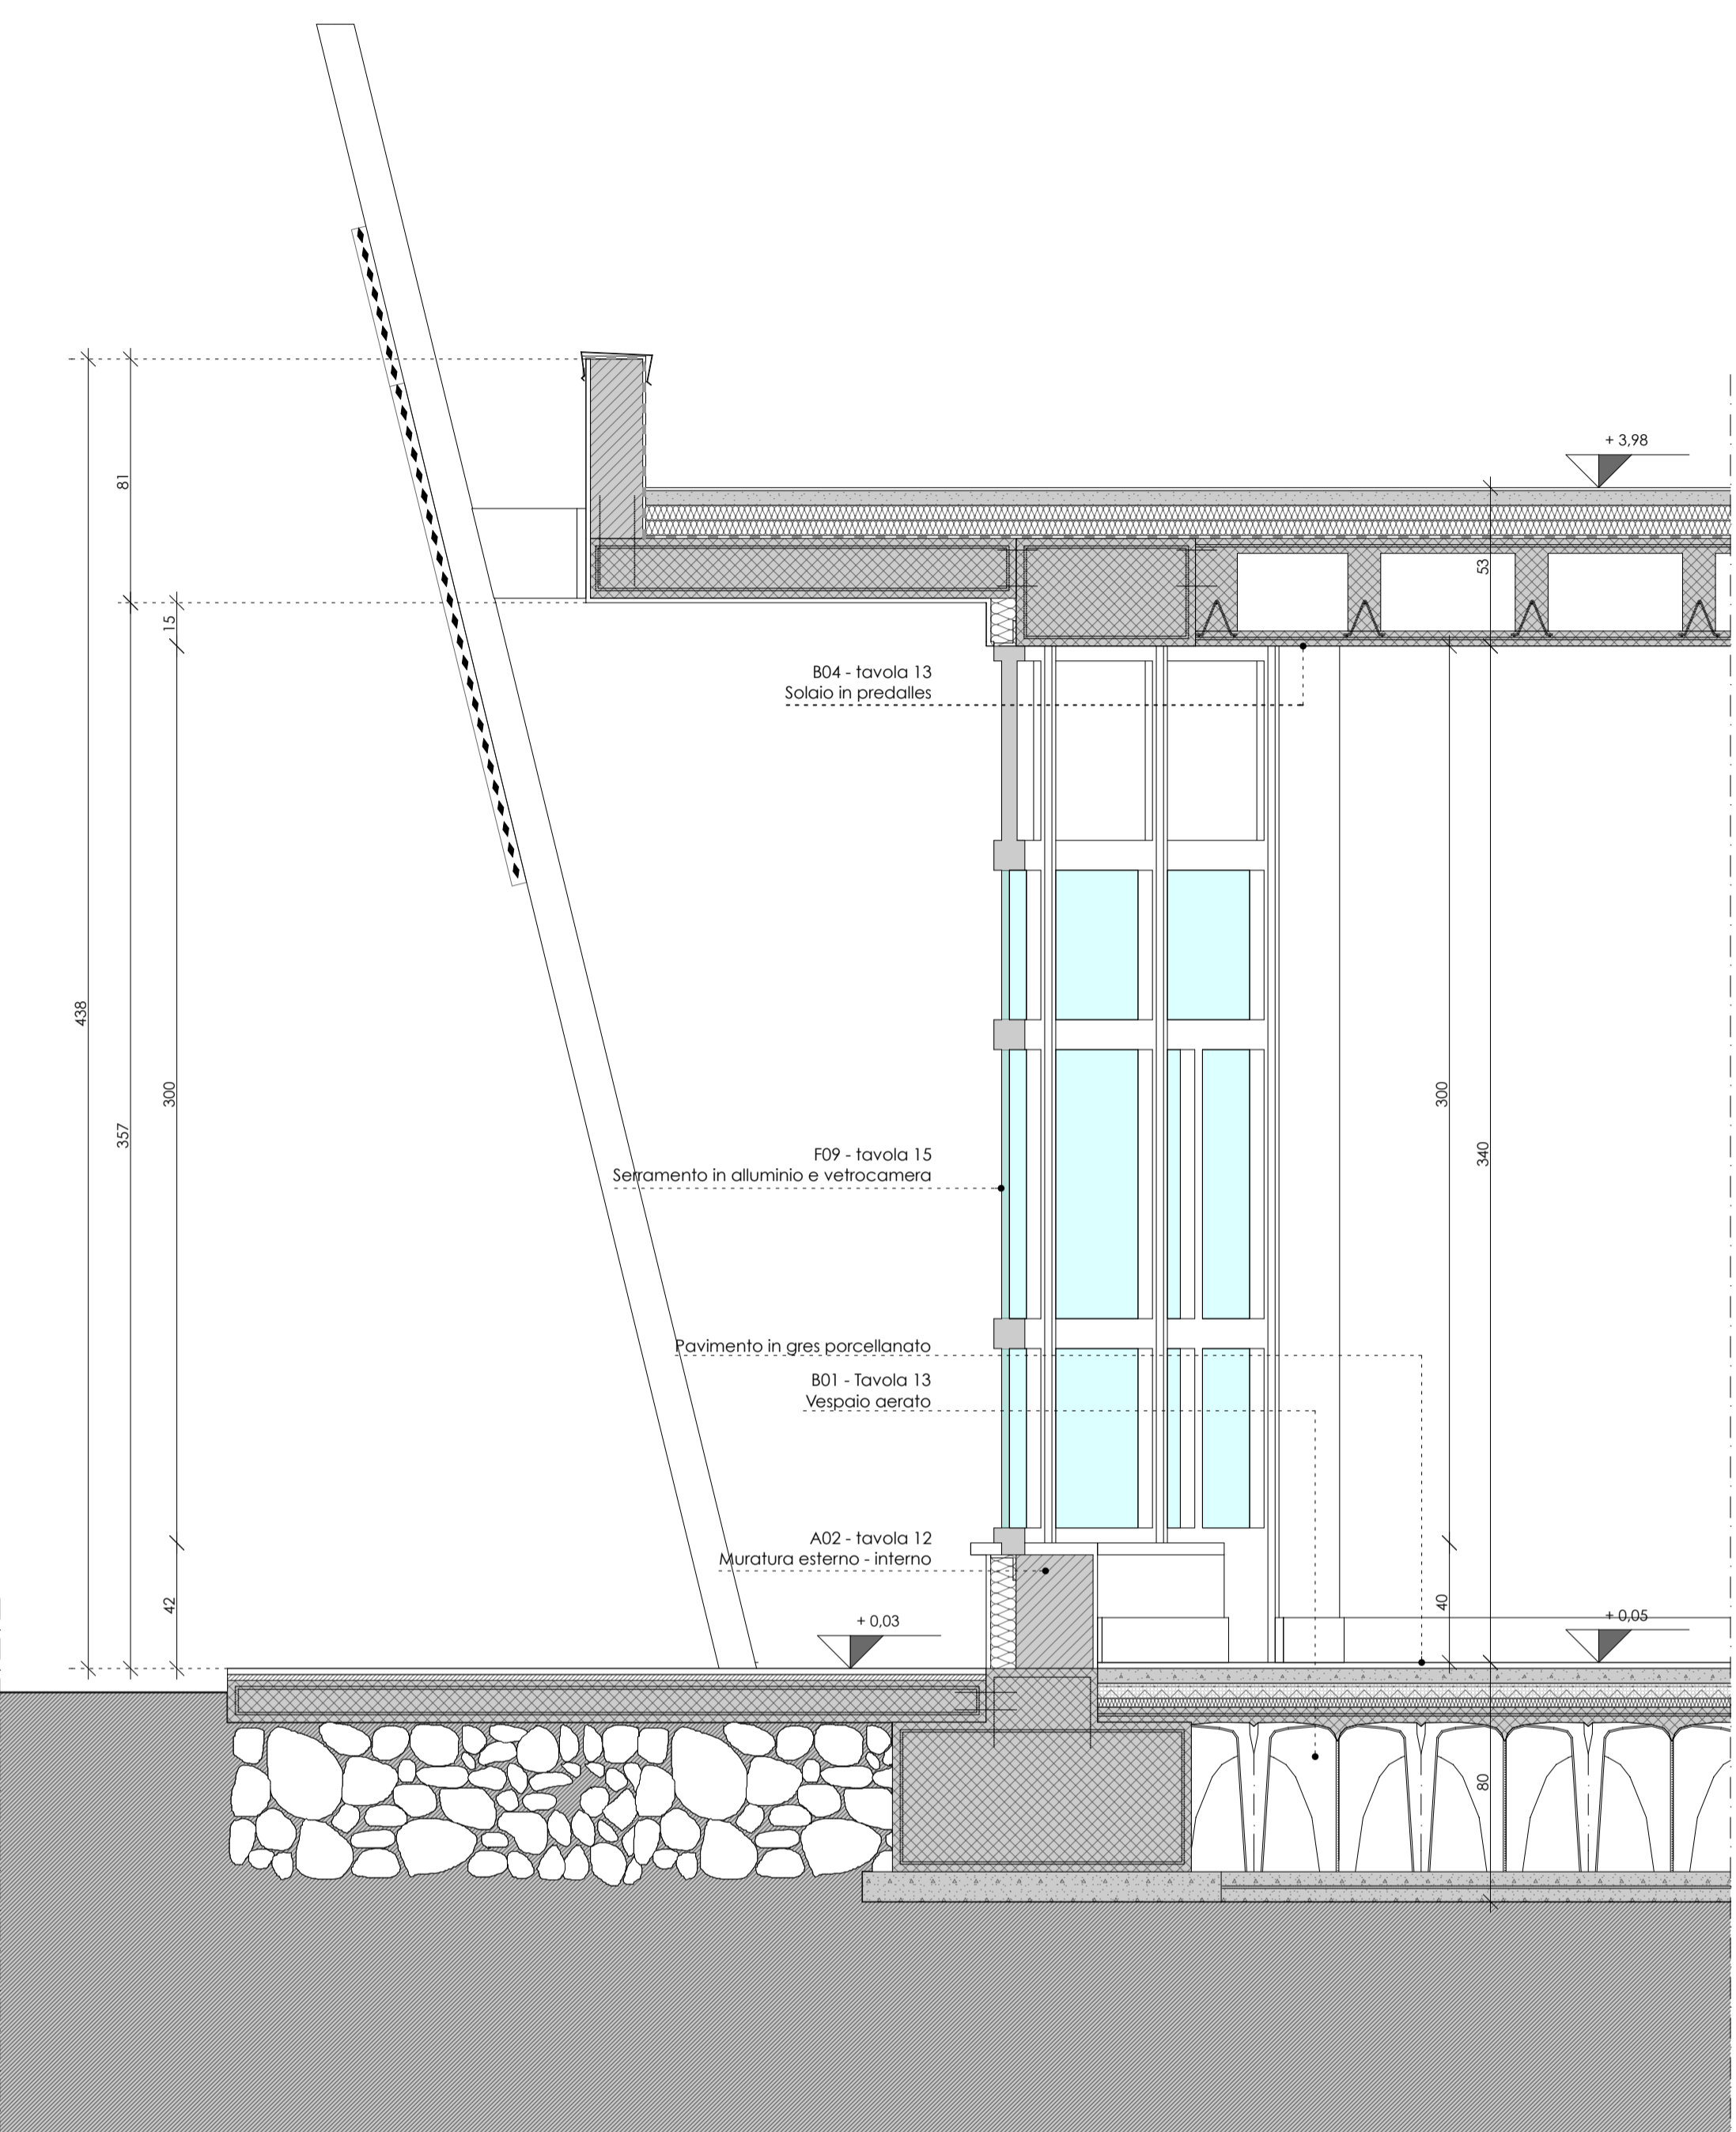 + 3,98
81
53
15
B04 - tavola 13
Solaio in predalles
438
300
357
300
340
F09 - tavola 15
Serramento in alluminio e vetrocamera
Pavimento in gres porcellanato
B01 - Tavola 13
Vespaio aerato
A02 - tavola 12
Muratura esterno - interno
42
40
+ 0,03
+ 0,05
80